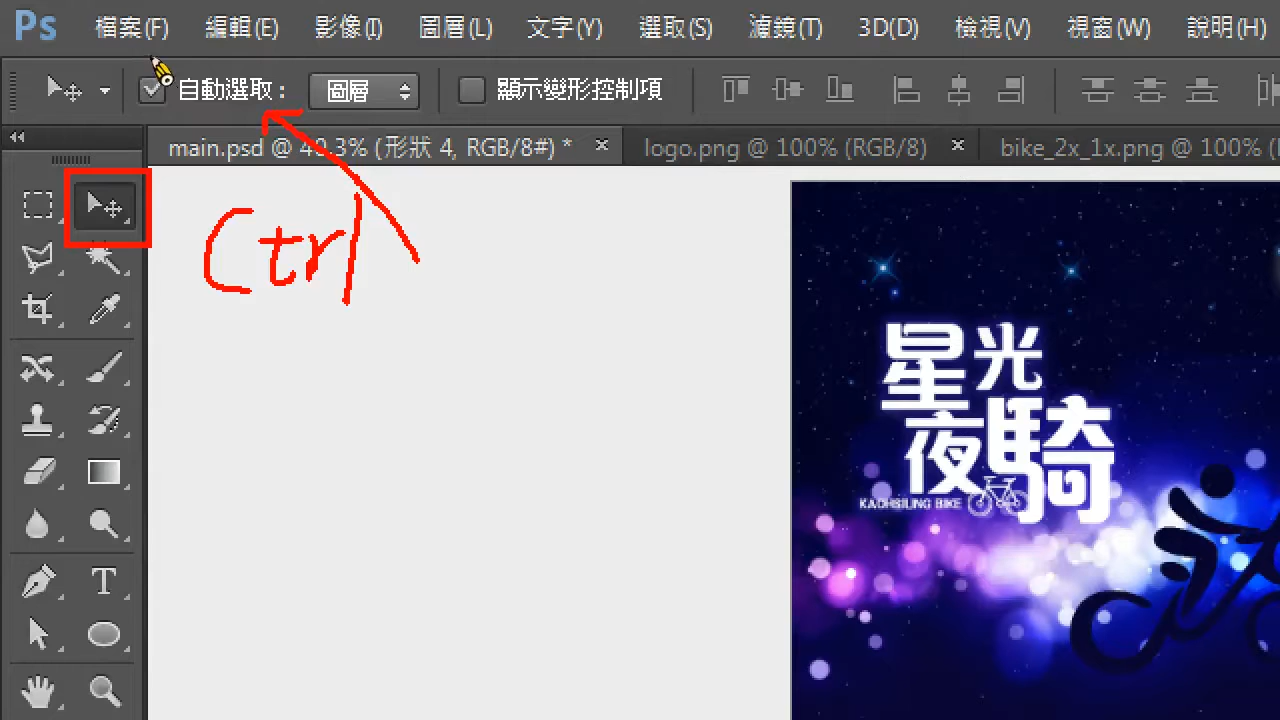 Ps 檔案(F) 編輯(E) 影像(I) 圖層(L) 文字(Y) 選取(S) 濾鏡(T) 3D(D) 檢視(V) 視窗(W) 說明(H)
自動選取： 圖層 顯示變形控制項
main.psd @ 40.3% (形狀 4, RGB/8#) * × logo.png @ 100% (RGB/8) × bike_2x_1x.png @ 100%
Ctrl
星光
夜騎
KAOHSIUNG BIKE
T